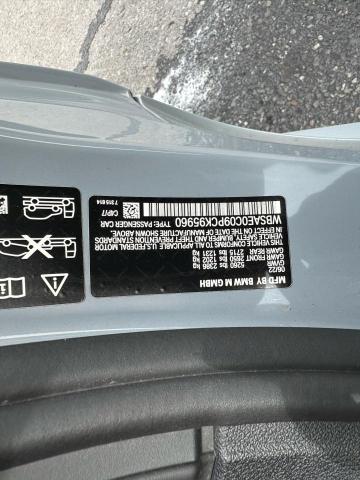 MFD BY BMW M GMBH
06/22
GVWR 5260 lbs 2386 kg
GAWR FRONT 2650 lbs 1202 kg
GAWR REAR 2715 lbs 1231 kg
THIS VEHICLE CONFORMS TO ALL APPLICABLE U.S. FEDERAL MOTOR
VEHICLE SAFETY, BUMPER, AND THEFT PREVENTION STANDARDS
IN EFFECT ON THE DATE OF MANUFACTURE SHOWN ABOVE.
WBSAE0C09PCK95960 TYPE: PASSENGER CAR
7315814